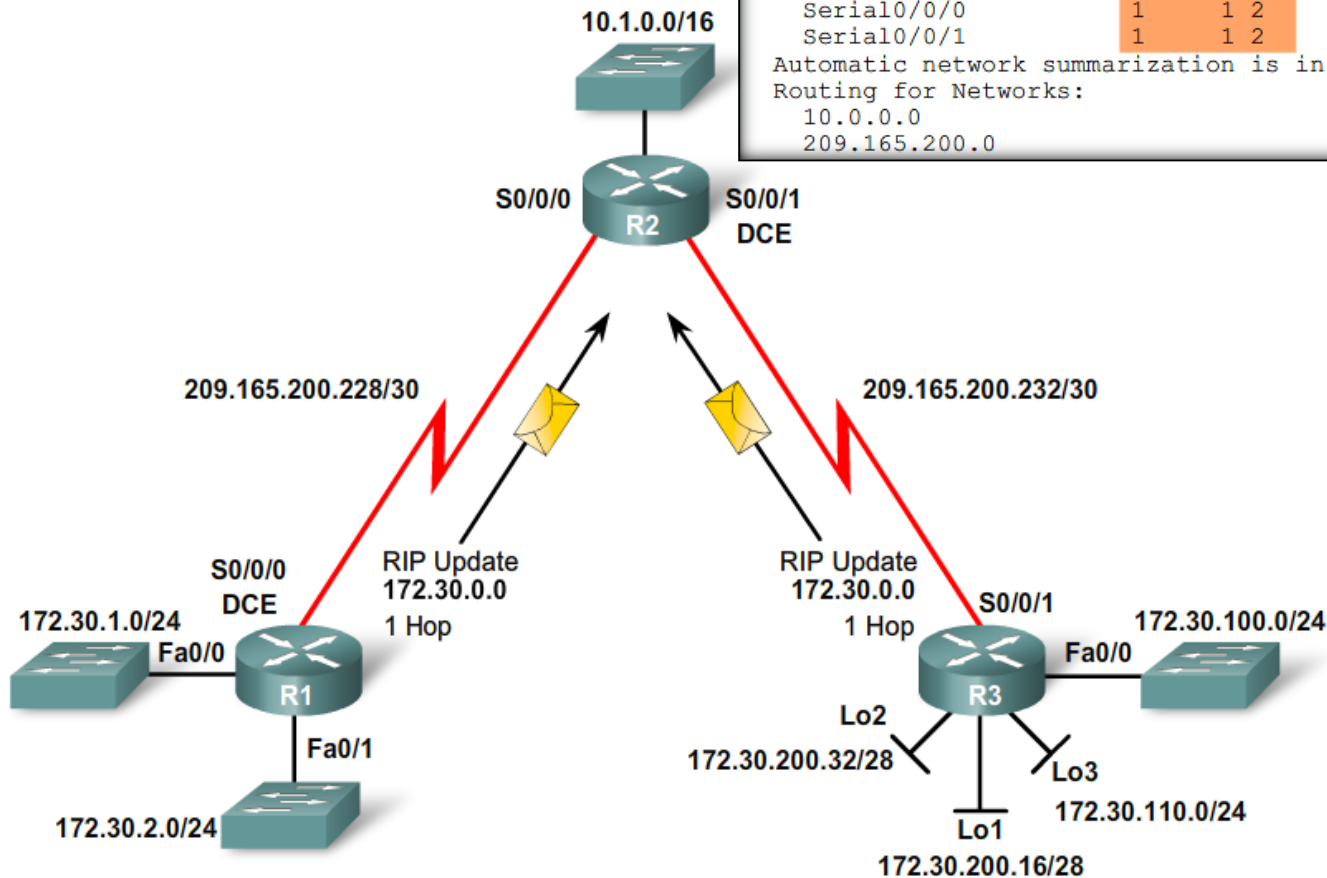 10.1.0.0/16
Serial0/0/0 1 1 2
Serial0/0/1 1 1 2
Automatic network summarization is in
Routing for Networks:
10.0.0.0
209.165.200.0
S0/0/0
R2
S0/0/1
DCE
209.165.200.228/30
209.165.200.232/30
RIP Update
172.30.0.0
1 Hop
RIP Update
172.30.0.0
1 Hop
S0/0/0
DCE
172.30.1.0/24
Fa0/0
R1
Fa0/1
172.30.2.0/24
S0/0/1
172.30.100.0/24
Fa0/0
R3
Lo2
172.30.200.32/28
Lo3
172.30.110.0/24
Lo1
172.30.200.16/28